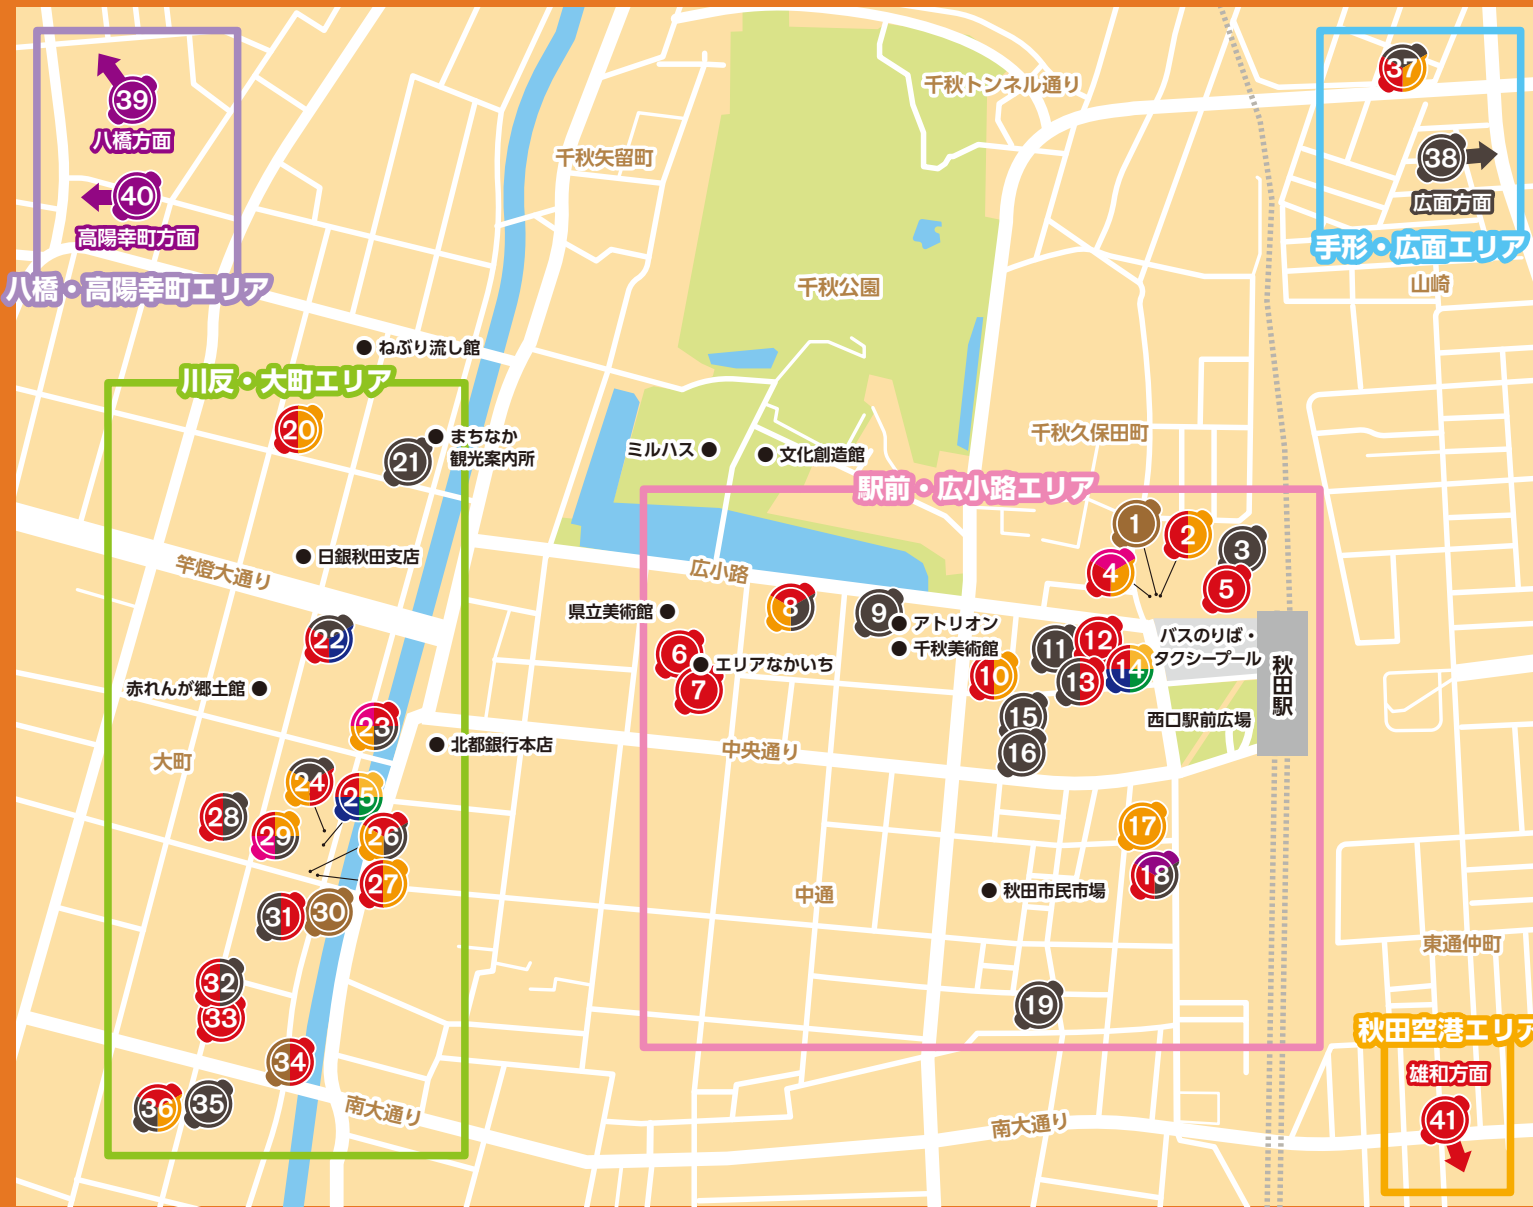 39
八橋方面
40
高陽幸町方面
八橋・高陽幸町エリア
千秋トンネル通り
千秋矢留町
千秋公園
37
38
広面方面
手形・広面エリア
山崎
ねぶり流し館
川反・大町エリア
20
21
まちなか
観光案内所
日銀秋田支店
竿燈大通り
22
赤れんが郷土館
23
北都銀行本店
大町
24
25
28
29
26
27
31
30
32
33
34
36
35
南大通り
ミルハス
文化創造館
千秋久保田町
駅前・広小路エリア
1
2
3
4
5
広小路
県立美術館
8
9
アトリオン
千秋美術館
6
エリアなかいち
7
10
11
12
13
14
バスのりば・
タクシープール
秋田駅
西口駅前広場
15
16
中央通り
17
18
中通
秋田市民市場
19
南大通り
東通仲町
秋田空港エリア
雄和方面
41